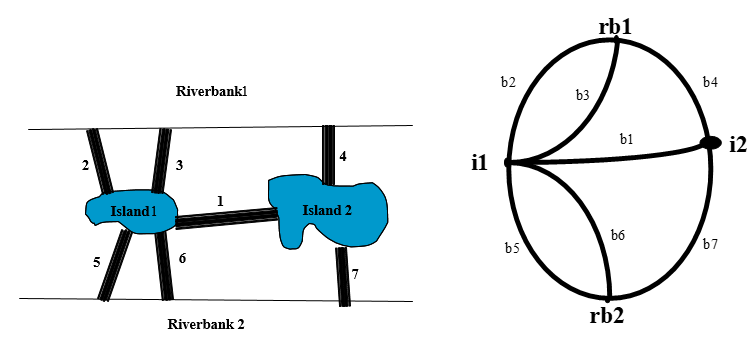 Riverbank1
2
3
4
Island1
1
Island 2
5
6
7
Riverbank 2
rb1
b2
b3
b4
b1
i1
i2
b5
b6
b7
rb2